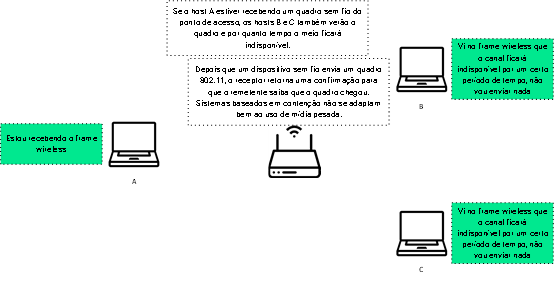 Se o host A estiver recebendo um quadro sem fio do
ponto de acesso, os hosts B e C também verão o
quadro e por quanto tempo o meio ficará
indisponível.
Depois que um dispositivo sem fio envia um quadro
802.11, o receptor retorna uma confirmação para
que o remetente saiba que o quadro chegou.
Sistemas baseados em contenção não se adaptam
bem ao uso de mídia pesada.
Vi no frame wireless que
o canal ficará
indisponível por um certo
período de tempo, não
vou enviar nada
B
Estou recebendo o frame
wireless
A
Vi no frame wireless que
o canal ficará
indisponível por um certo
período de tempo, não
vou enviar nada
C